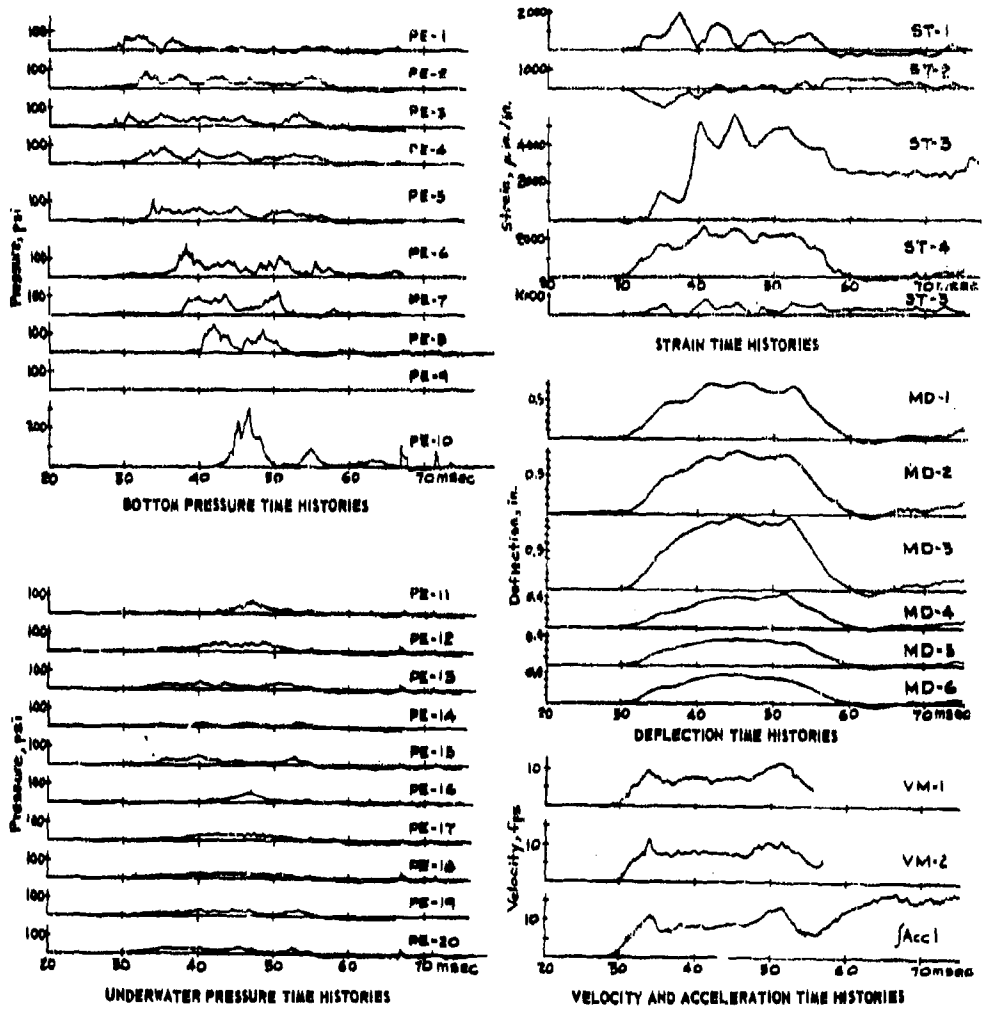 Pressure, psi
100
PE-1
100
PE-2
100
PE-3
100
PE-4
100
PE-5
100
PE-6
100
PE-7
100
PE-8
100
PE-9
PE-10
20 30 40 50 60 70 msec
BOTTOM PRESSURE TIME HISTORIES
Pressure, psi
100
PE-11
100
PE-12
100
PE-13
100
PE-14
100
PE-15
100
PE-16
100
PE-17
100
PE-18
100
PE-19
100
PE-20
20 30 40 50 60 70 msec
UNDERWATER PRESSURE TIME HISTORIES
Strain, μ in./in.
2000
ST-1
1000
ST-2
4000
ST-3
2000
2000
ST-4
20 30 40 50 60 70 msec
1000
ST-5
STRAIN TIME HISTORIES
Deflection, in.
0.5
MD-1
0.5
MD-2
0.5
MD-3
0.4
MD-4
0.4
MD-5
MD-6
20 30 40 50 60 70 msec
DEFLECTION TIME HISTORIES
Velocity, fps
10
VM-1
10
VM-2
10
∫Acc 1
20 30 40 50 60 70 msec
VELOCITY AND ACCELERATION TIME HISTORIES